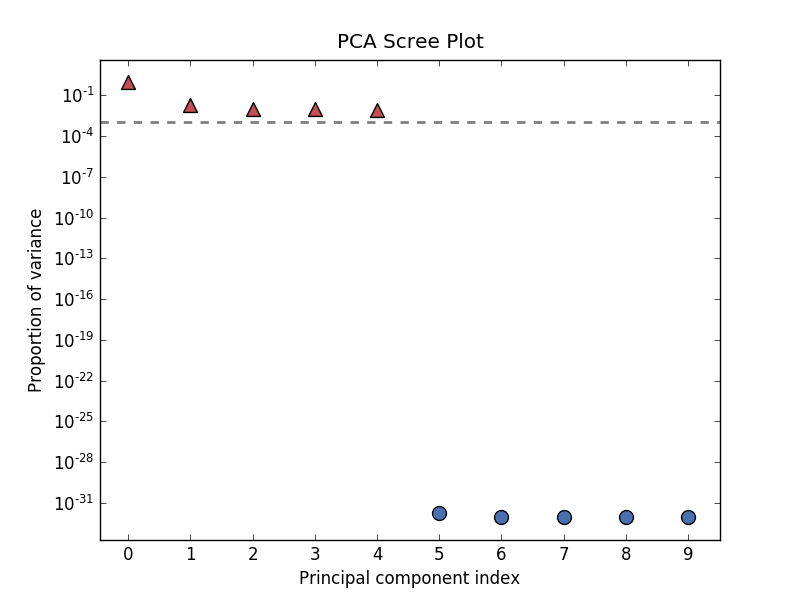 PCA Scree Plot
Proportion of variance
10^-1
10^-4
10^-7
10^-10
10^-13
10^-16
10^-19
10^-22
10^-25
10^-28
10^-31
0 1 2 3 4 5 6 7 8 9
Principal component index